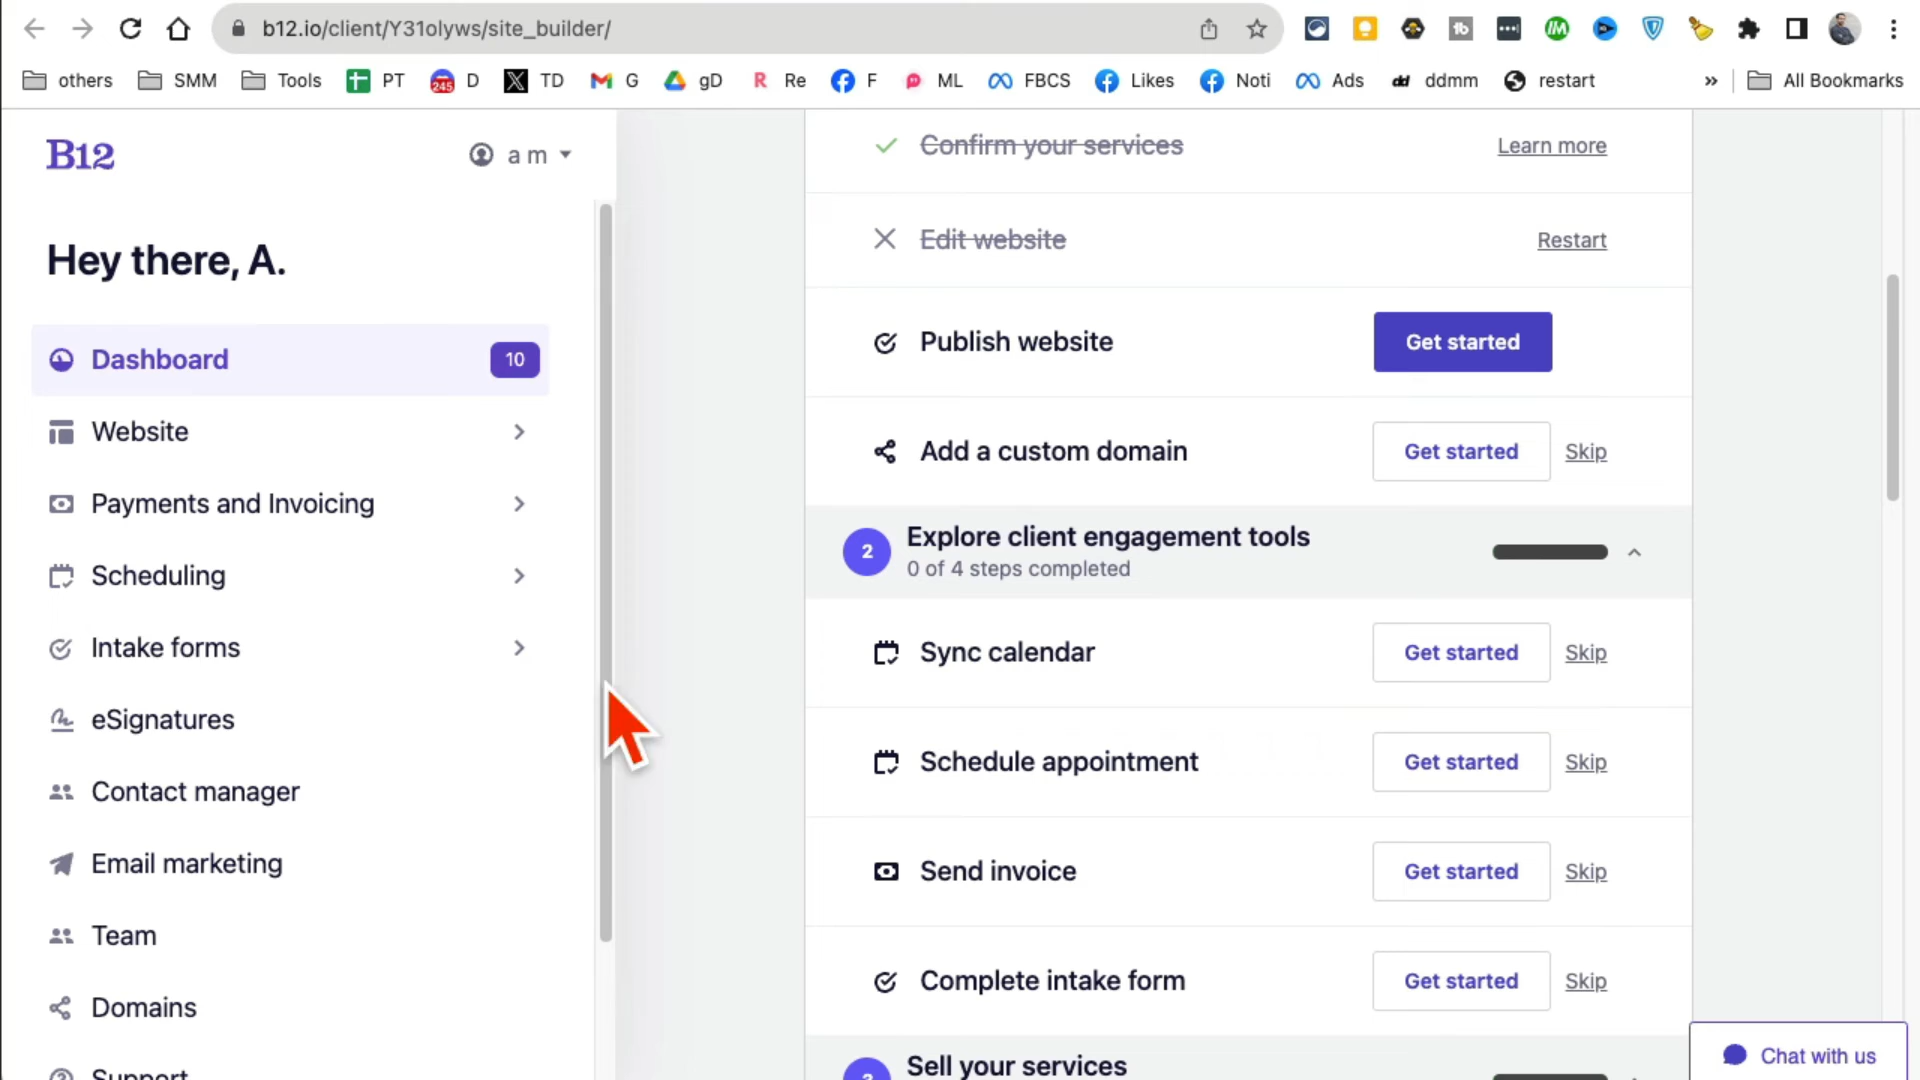 b12.io/client/Y31olyws/site_builder/
others SMM Tools PT 245 D TD G gD R Re F ML FBCS Likes Noti Ads dd ddmm restart » All Bookmarks
B12
a m
Hey there, A.
Dashboard 10
Website
Payments and Invoicing
Scheduling
Intake forms
eSignatures
Contact manager
Email marketing
Team
Domains
Support
Confirm your services Learn more
Edit website Restart
Publish website Get started
Add a custom domain Get started Skip
2 Explore client engagement tools
0 of 4 steps completed
Sync calendar Get started Skip
Schedule appointment Get started Skip
Send invoice Get started Skip
Complete intake form Get started Skip
Sell your services
Chat with us